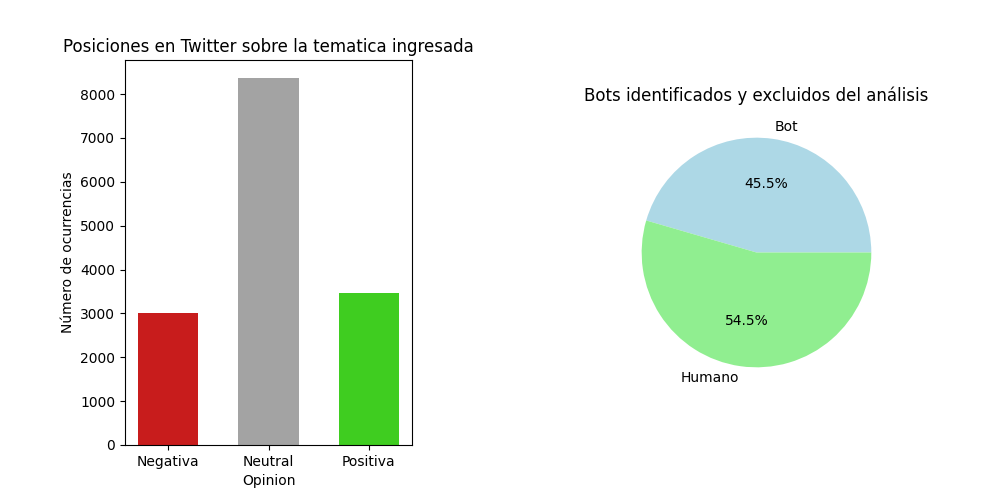 Posiciones en Twitter sobre la tematica ingresada
Número de ocurrencias
8000
7000
6000
5000
4000
3000
2000
1000
0
Negativa
Neutral
Positiva
Opinion
Bots identificados y excluidos del análisis
Bot
45.5%
54.5%
Humano